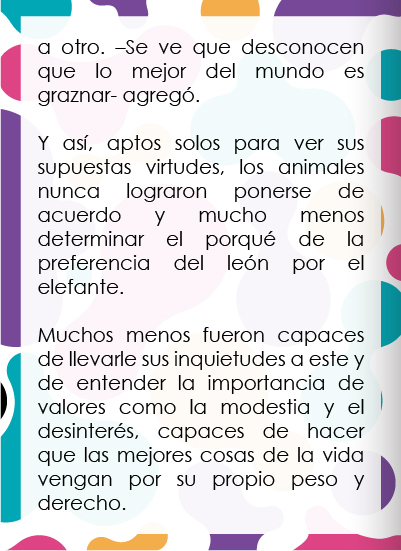 a otro. –Se ve que desconocen
que lo mejor del mundo es
graznar- agregó.
Y así, aptos solos para ver sus
supuestas virtudes, los animales
nunca lograron ponerse de
acuerdo y mucho menos
determinar el porqué de la
preferencia del león por el
elefante.
Muchos menos fueron capaces
de llevarle sus inquietudes a este y
de entender la importancia de
valores como la modestia y el
desinterés, capaces de hacer
que las mejores cosas de la vida
vengan por su propio peso y
derecho.